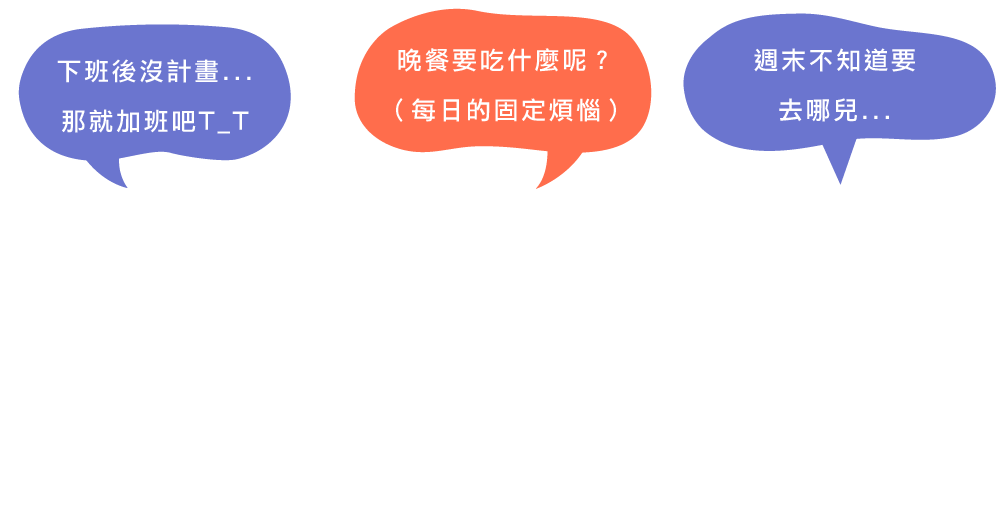 下班後沒計畫...
那就加班吧T_T
晚餐要吃什麼呢？
（每日的固定煩惱）
週末不知道要
去哪兒...